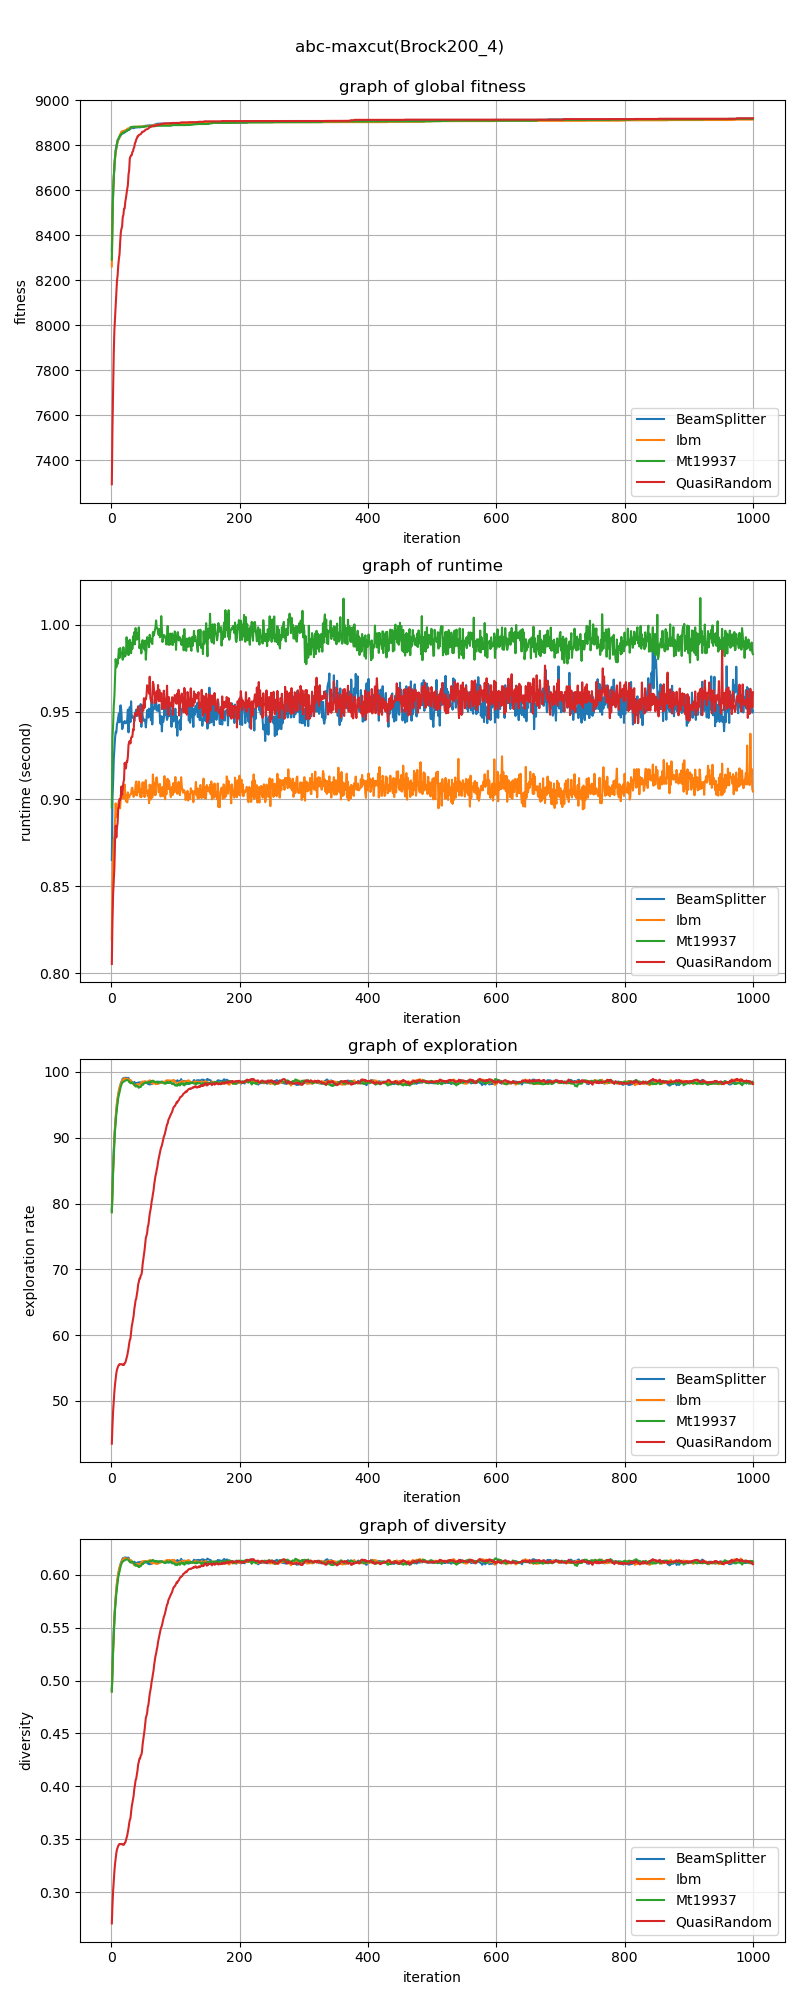 abc-maxcut(Brock200_4)
graph of global fitness
9000
8800
8600
8400
8200
8000
7800
7600
7400
fitness
BeamSplitter
Ibm
Mt19937
QuasiRandom
0 200 400 600 800 1000
iteration
graph of runtime
1.00
0.95
0.90
0.85
0.80
runtime (second)
BeamSplitter
Ibm
Mt19937
QuasiRandom
0 200 400 600 800 1000
iteration
graph of exploration
100
90
80
70
60
50
exploration rate
BeamSplitter
Ibm
Mt19937
QuasiRandom
0 200 400 600 800 1000
iteration
graph of diversity
0.60
0.55
0.50
0.45
0.40
0.35
0.30
diversity
BeamSplitter
Ibm
Mt19937
QuasiRandom
0 200 400 600 800 1000
iteration